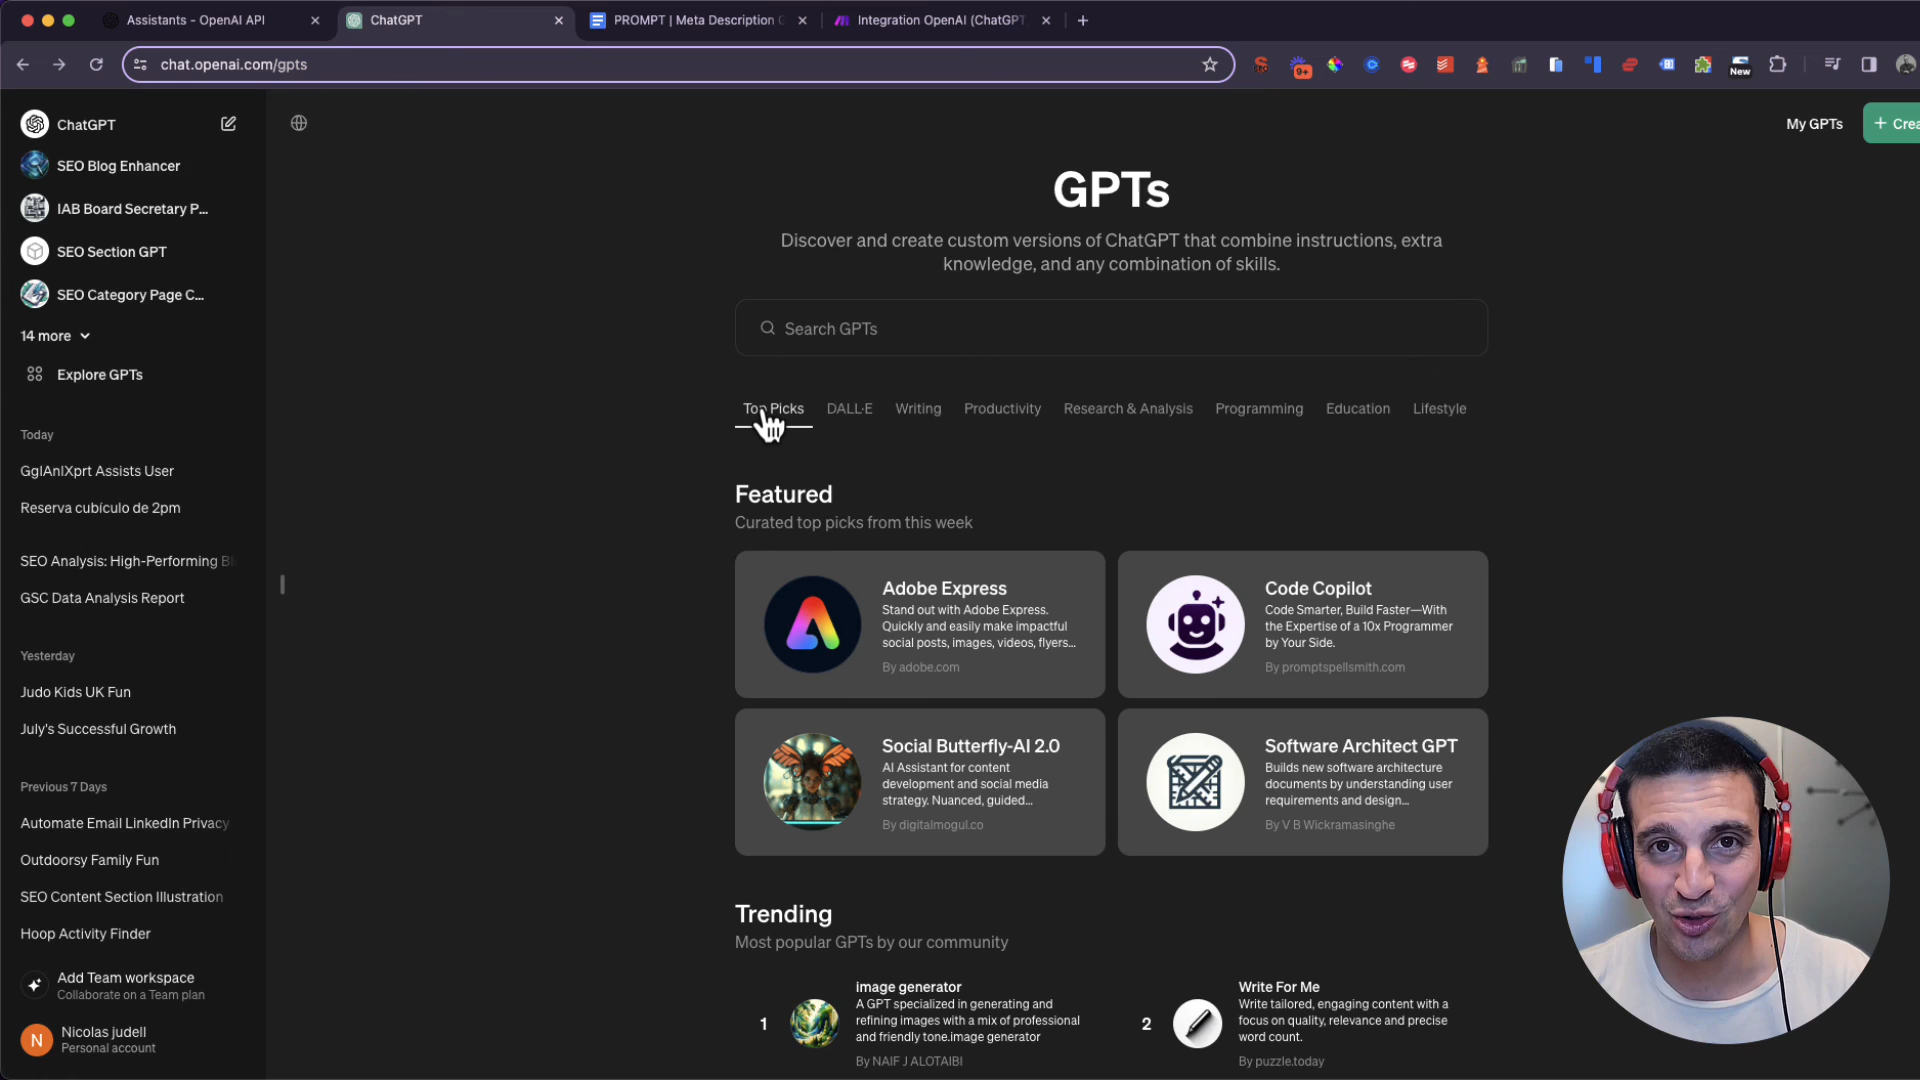 Assistants - OpenAI API
ChatGPT
PROMPT | Meta Description
Integration OpenAI (ChatGPT
chat.openai.com/gpts
9+
New
ChatGPT
SEO Blog Enhancer
IAB Board Secretary P...
SEO Section GPT
SEO Category Page C...
14 more
Explore GPTs
Today
GglAnlXprt Assists User
Reserva cubículo de 2pm
SEO Analysis: High-Performing B
GSC Data Analysis Report
Yesterday
Judo Kids UK Fun
July's Successful Growth
Previous 7 Days
Automate Email LinkedIn Privacy
Outdoorsy Family Fun
SEO Content Section Illustration
Hoop Activity Finder
Add Team workspace
Collaborate on a Team plan
N
Nicolas judell
Personal account
My GPTs
+ Crea
GPTs
Discover and create custom versions of ChatGPT that combine instructions, extra
knowledge, and any combination of skills.
Search GPTs
Top Picks DALL·E Writing Productivity Research & Analysis Programming Education Lifestyle
Featured
Curated top picks from this week
Adobe Express
Stand out with Adobe Express.
Quickly and easily make impactful
social posts, images, videos, flyers...
By adobe.com
Code Copilot
Code Smarter, Build Faster—With
the Expertise of a 10x Programmer
by Your Side.
By promptspellsmith.com
Social Butterfly-AI 2.0
AI Assistant for content
development and social media
strategy. Nuanced, guided...
By digitalmogul.co
Software Architect GPT
Builds new software architecture
documents by understanding user
requirements and design...
By V B Wickramasinghe
Trending
Most popular GPTs by our community
1
image generator
A GPT specialized in generating and
refining images with a mix of professional
and friendly tone.image generator
By NAIF J ALOTAIBI
2
Write For Me
Write tailored, engaging content with a
focus on quality, relevance and precise
word count.
By puzzle.today